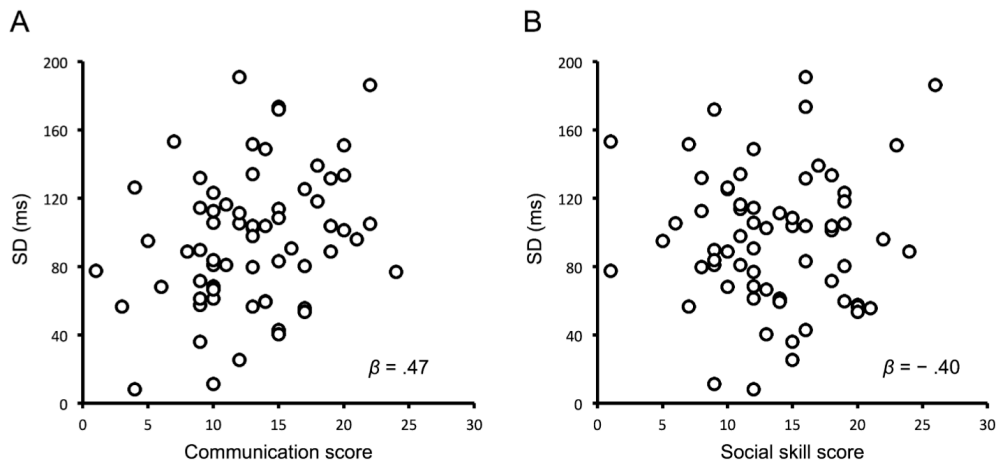 A
B
SD (ms)
200
160
120
80
40
0
0 5 10 15 20 25 30
Communication score
β = .47
SD (ms)
200
160
120
80
40
0
0 5 10 15 20 25 30
Social skill score
β = − .40